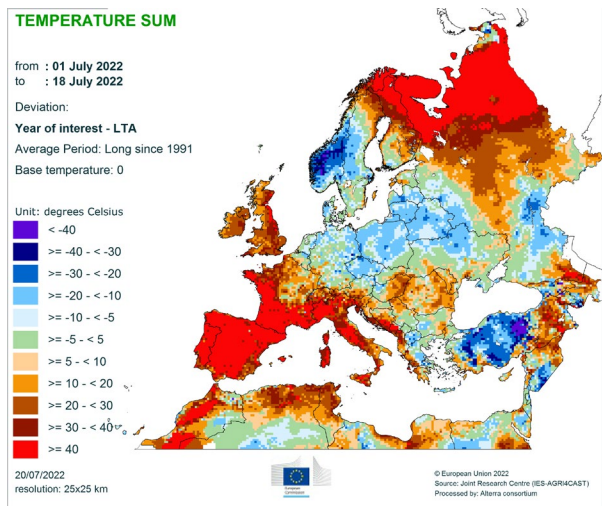 TEMPERATURE SUM
from : 01 July 2022
to : 18 July 2022
Deviation:
Year of interest - LTA
Average Period: Long since 1991
Base temperature: 0
Unit: degrees Celsius
< -40
>= -40 - < -30
>= -30 - < -20
>= -20 - < -10
>= -10 - < -5
>= -5 - < 5
>= 5 - < 10
>= 10 - < 20
>= 20 - < 30
>= 30 - < 40
>= 40
20/07/2022
resolution: 25x25 km
European
Commission
© European Union 2022
Source: Joint Research Centre (IES-AGRI4CAST)
Processed by: Alterra consortium